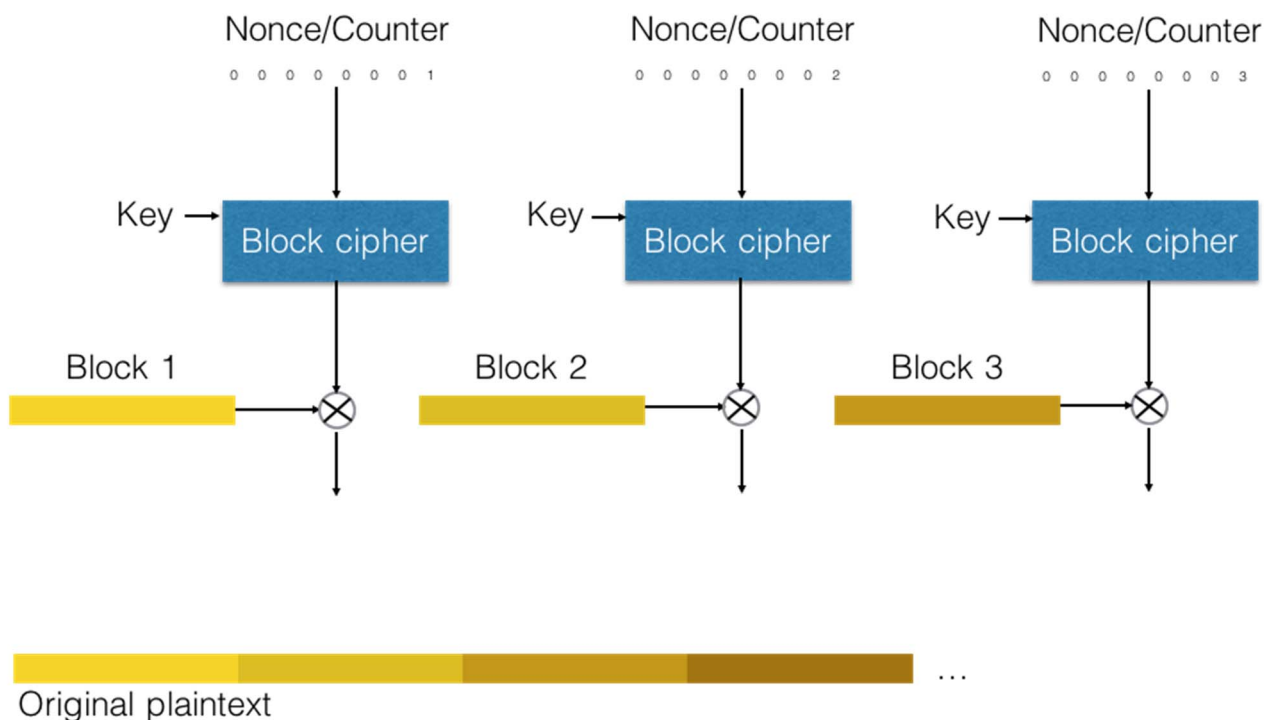 Nonce/Counter Nonce/Counter Nonce/Counter
0 0 0 0 0 0 0 1 0 0 0 0 0 0 0 2 0 0 0 0 0 0 0 3
Key Block cipher Key Block cipher Key Block cipher
Block 1 Block 2 Block 3
...
Original plaintext